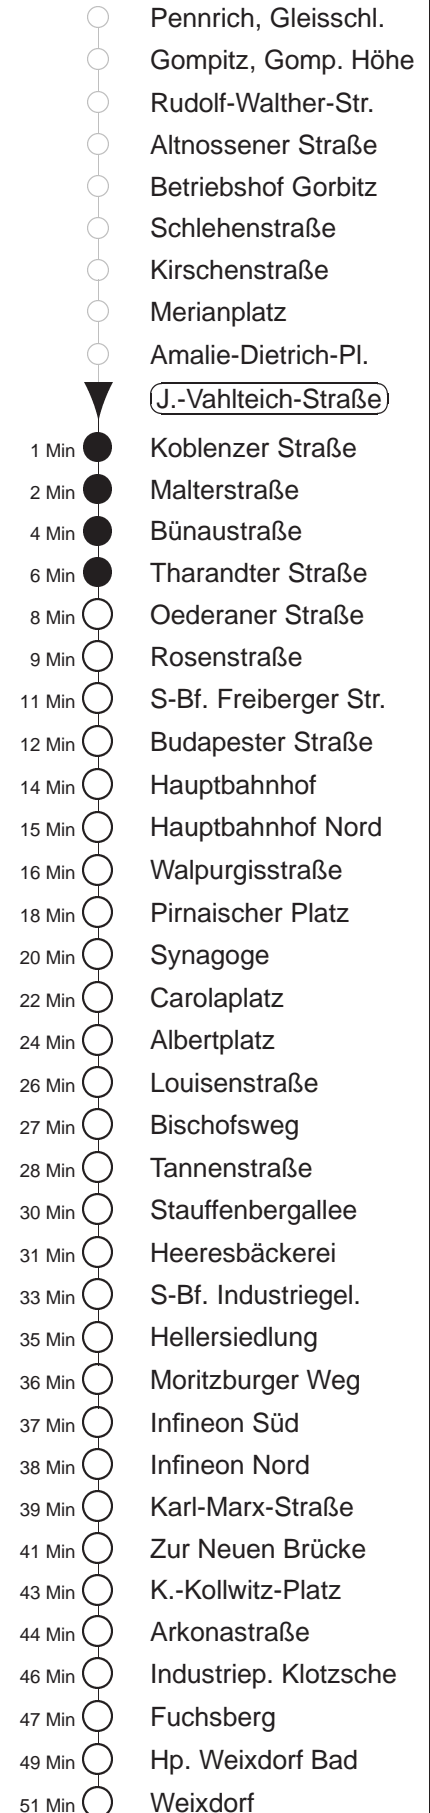 Pennrich, Gleisschl.
Gompitz, Gomp. Höhe
Rudolf-Walther-Str.
Altnossener Straße
Betriebshof Gorbitz
Schlehenstraße
Kirschenstraße
Merianplatz
Amalie-Dietrich-Pl.
J.-Vahlteich-Straße
1 Min Koblenzer Straße
2 Min Malterstraße
4 Min Bünaustraße
6 Min Tharandter Straße
8 Min Oederaner Straße
9 Min Rosenstraße
11 Min S-Bf. Freiberger Str.
12 Min Budapester Straße
14 Min Hauptbahnhof
15 Min Hauptbahnhof Nord
16 Min Walpurgisstraße
18 Min Pirnaischer Platz
20 Min Synagoge
22 Min Carolaplatz
24 Min Albertplatz
26 Min Louisenstraße
27 Min Bischofsweg
28 Min Tannenstraße
30 Min Stauffenbergallee
31 Min Heeresbäckerei
33 Min S-Bf. Industriegel.
35 Min Hellersiedlung
36 Min Moritzburger Weg
37 Min Infineon Süd
38 Min Infineon Nord
39 Min Karl-Marx-Straße
41 Min Zur Neuen Brücke
43 Min K.-Kollwitz-Platz
44 Min Arkonastraße
46 Min Industriep. Klotzsche
47 Min Fuchsberg
49 Min Hp. Weixdorf Bad
51 Min Weixdorf